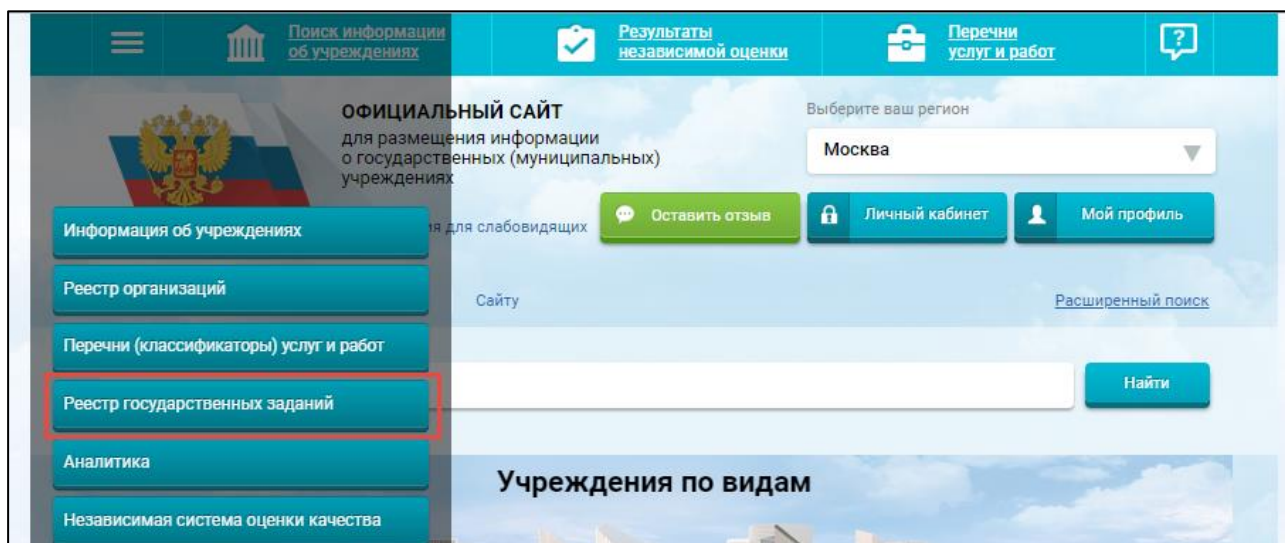 Поиск информации
об учреждениях
Результаты
независимой оценки
Перечни
услуг и работ
?
ОФИЦИАЛЬНЫЙ САЙТ
для размещения информации
о государственных (муниципальных)
учреждениях
Выберите ваш регион
Москва
для слабовидящих
Оставить отзыв
Личный кабинет
Мой профиль
Информация об учреждениях
Реестр организаций
Сайту
Расширенный поиск
Перечни (классификаторы) услуг и работ
Реестр государственных заданий
Найти
Аналитика
Учреждения по видам
Независимая система оценки качества